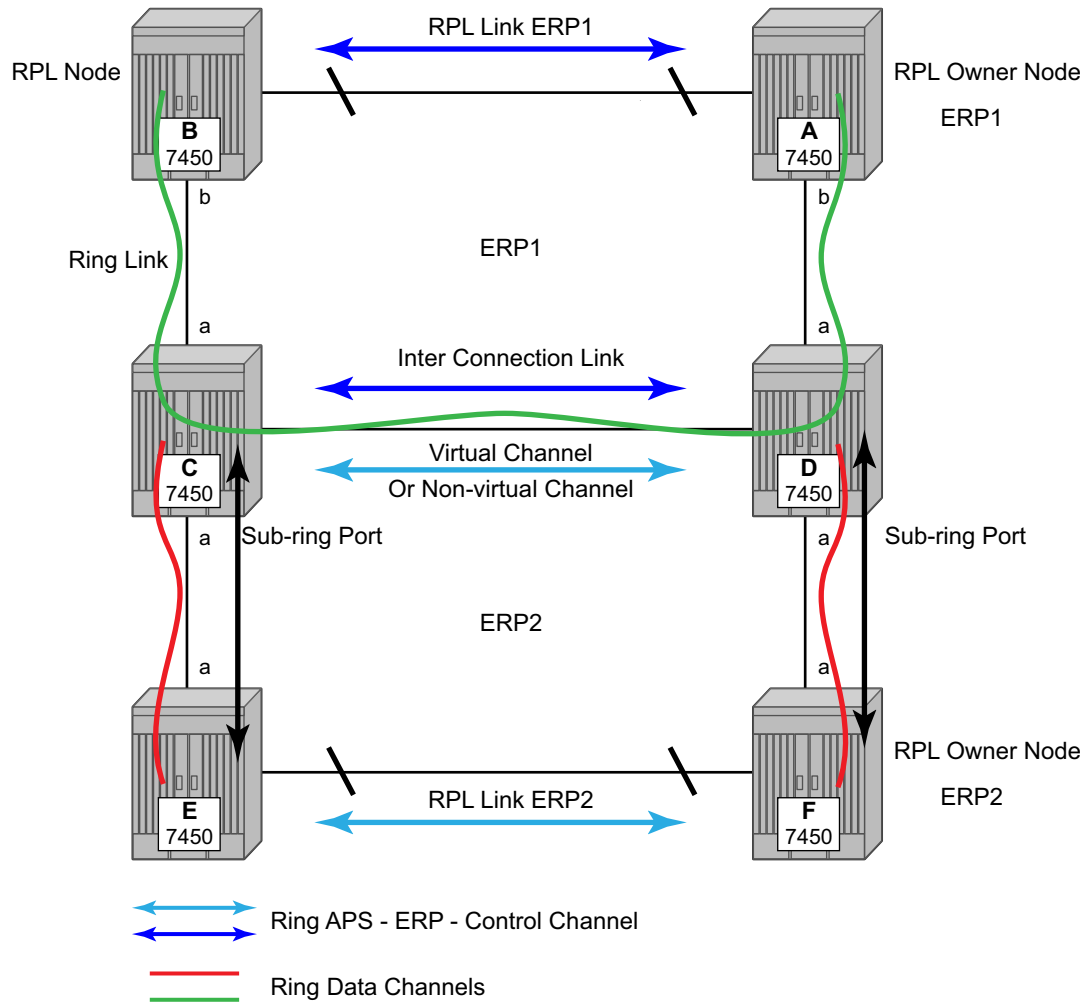 RPL Link ERP1
RPL Node
RPL Owner Node
ERP1
B
7450
A
7450
b
b
Ring Link
ERP1
a
a
Inter Connection Link
C
7450
Virtual Channel
Or Non-virtual Channel
D
7450
a
Sub-ring Port
a
Sub-ring Port
ERP2
a
a
RPL Owner Node
ERP2
E
7450
RPL Link ERP2
F
7450
Ring APS - ERP - Control Channel
Ring Data Channels